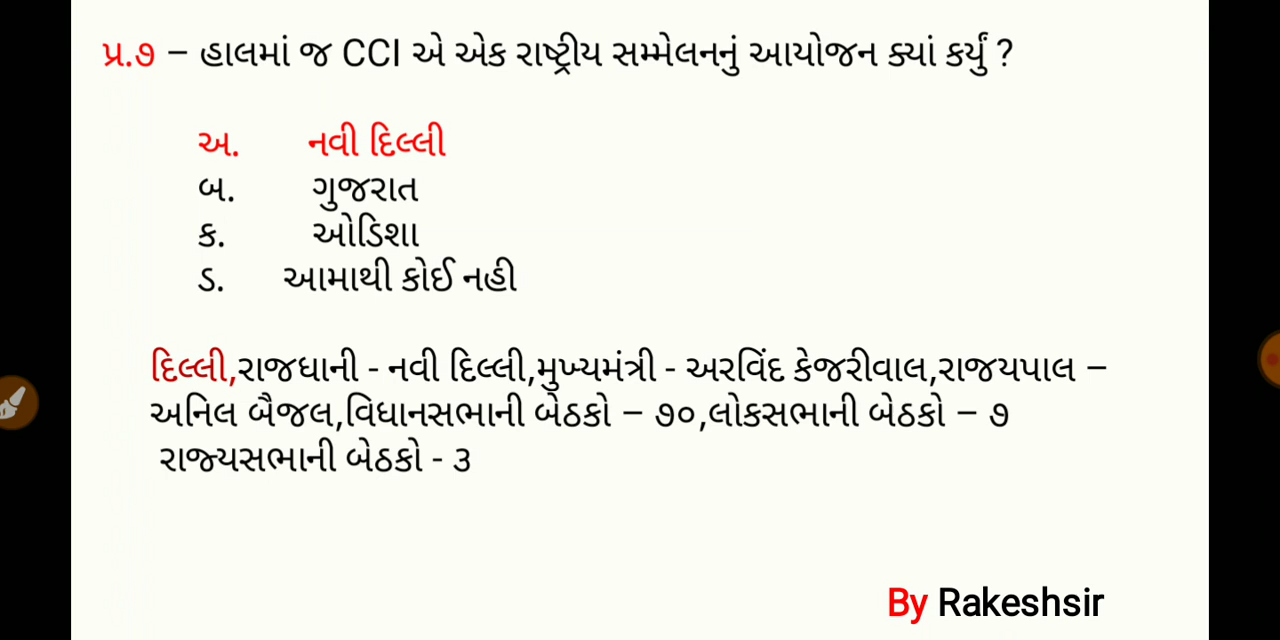 પ્ર.૭ – હાલમાં જ CCI એ એક રાષ્ટ્રીય સમ્મેલનનું આયોજન ક્યાં કર્યું ?
અ. નવી દિલ્લી
બ. ગુજરાત
ક. ઓડિશા
ડ. આમાથી કોઈ નહી
દિલ્લી,રાજધાની - નવી દિલ્લી,મુખ્યમંત્રી - અરવિંદ કેજરીવાલ,રાજયપાલ –
અનિલ બૈજલ,વિધાનસભાની બેઠકો – ૭૦,લોકસભાની બેઠકો – ૭
રાજ્યસભાની બેઠકો - ૩
By Rakeshsir